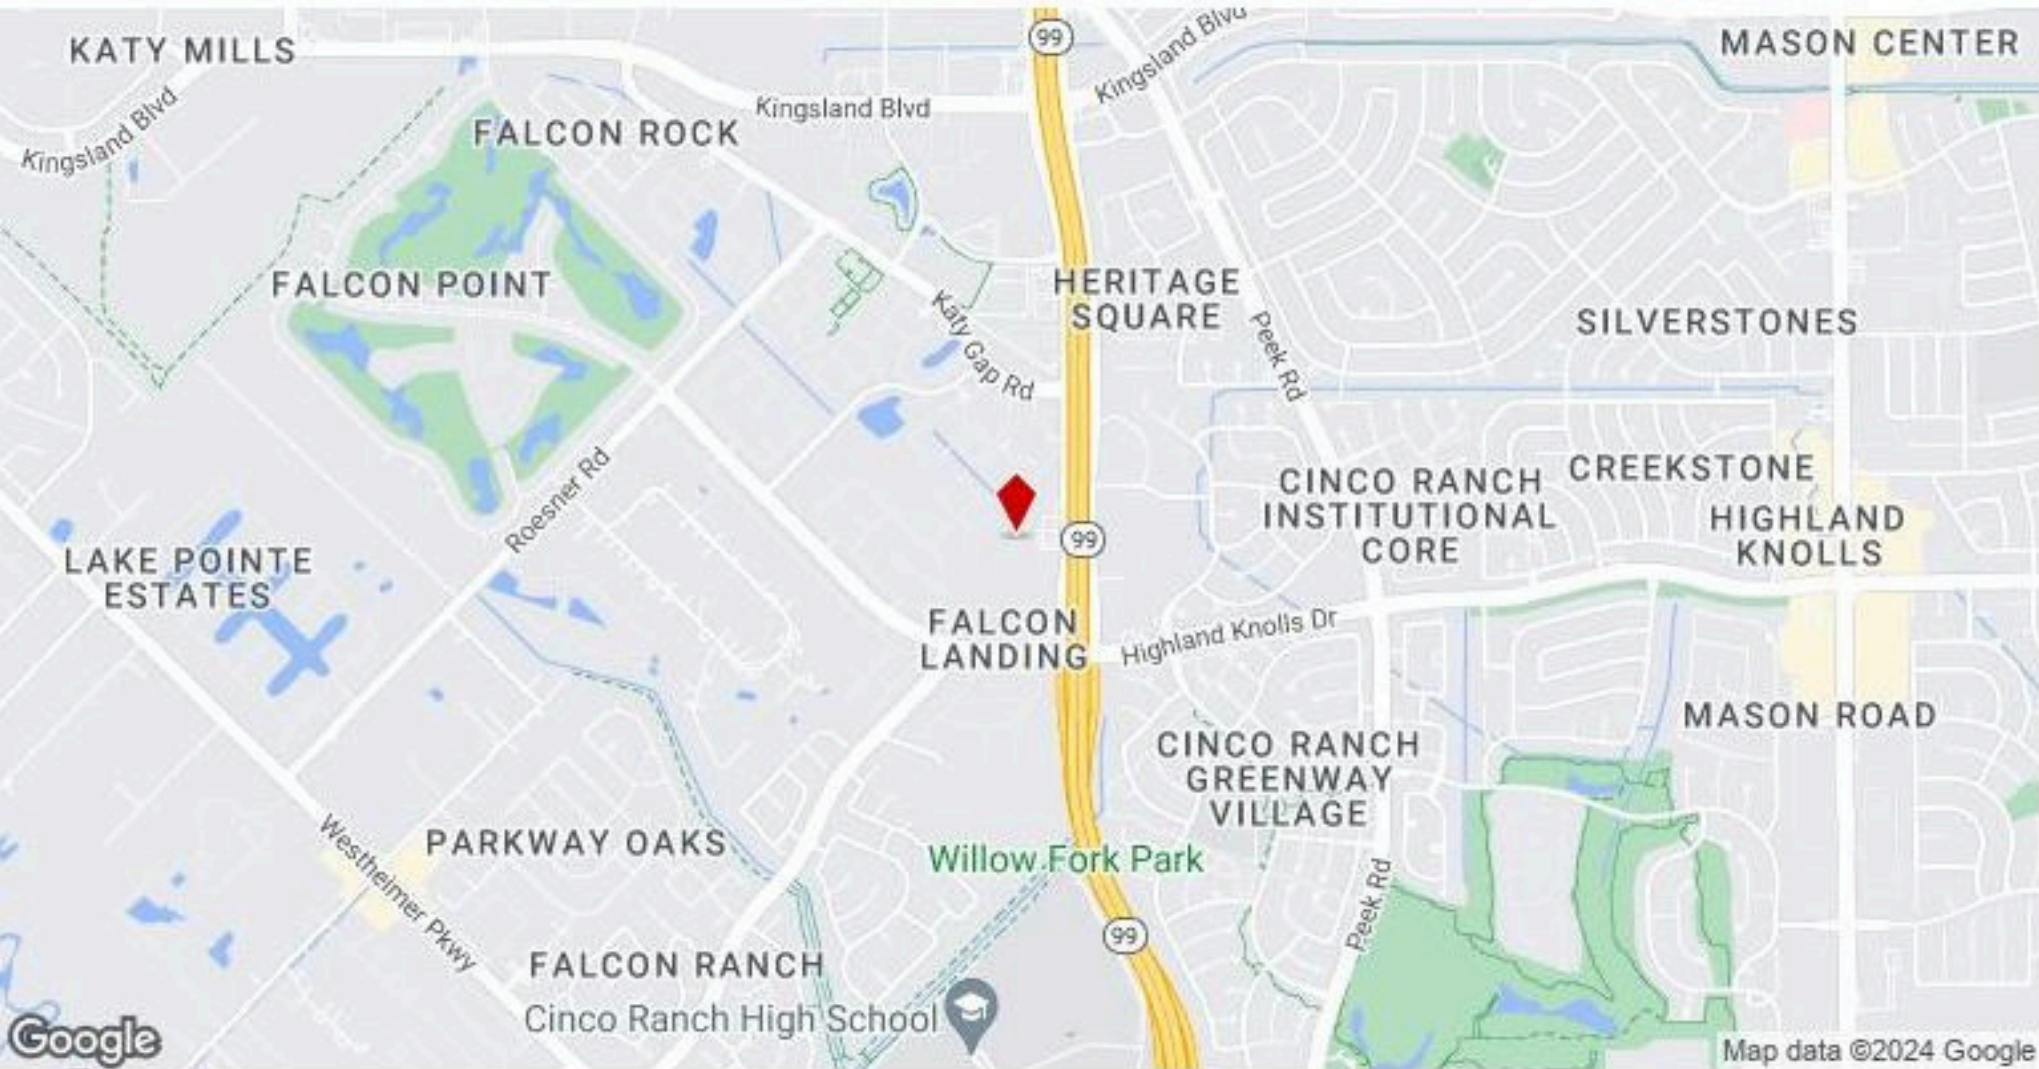 99
KATY MILLS
MASON CENTER
Kingsland Blvd
Kingsland Blvd
Kingsland Blvd
FALCON ROCK
FALCON POINT
HERITAGE
SQUARE
Katy Gap Rd
Peek Rd
SILVERSTONES
CINCO RANCH
INSTITUTIONAL
CORE
CREEKSTONE
HIGHLAND
KNOLLS
Roesner Rd
99
LAKE POINTE
ESTATES
FALCON
LANDING
Highland Knolls Dr
MASON ROAD
CINCO RANCH
GREENWAY
VILLAGE
PARKWAY OAKS
Westheimer Pkwy
Willow Fork Park
Peek Rd
99
FALCON RANCH
Cinco Ranch High School
Google
Map data ©2024 Google